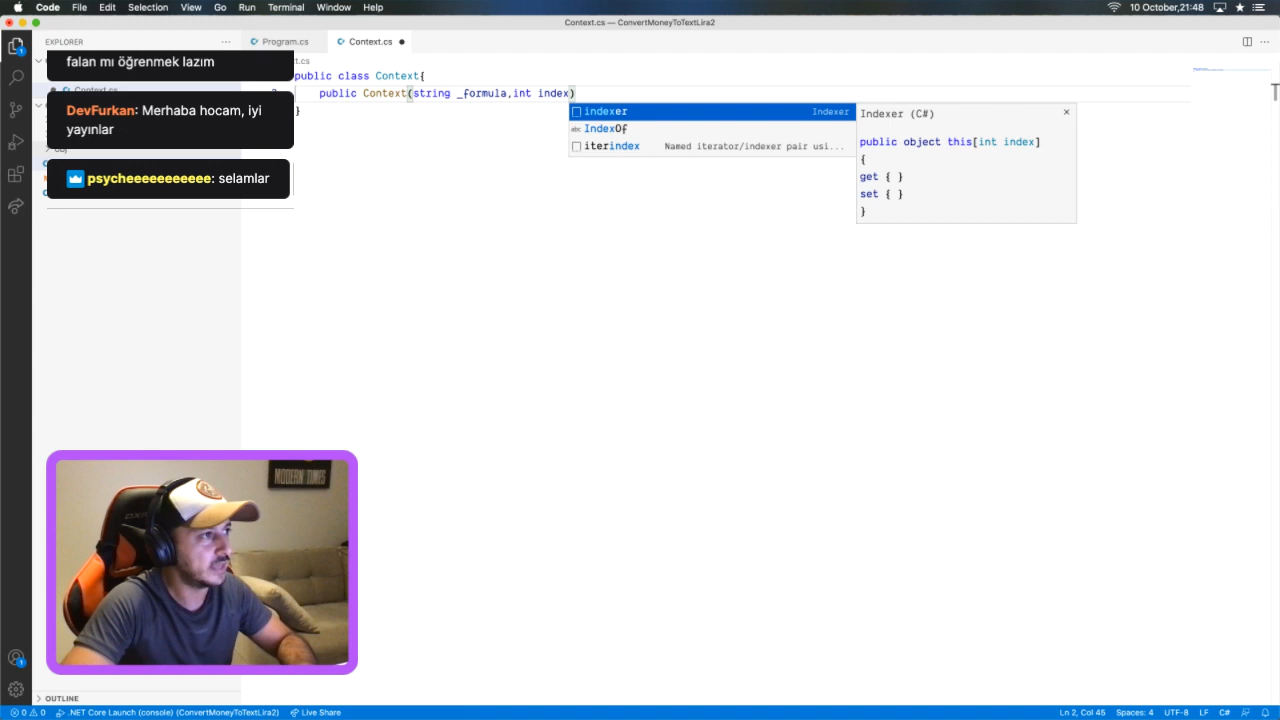 Code File Edit Selection View Go Run Terminal Window Help
10 October,21:48
Context.cs — ConvertMoneyToTextLira2
EXPLORER
Program.cs
Context.cs
falan mı öğrenmek lazım
DevFurkan: Merhaba hocam, iyi
yayınlar
psycheeeeeeeeeee: selamlar
public class Context{
public Context(string _formula,int index)
}
indexer Indexer
IndexOf
iterindex Named iterator/indexer pair usi...
Indexer (C#)
public object this[int index]
{
get { }
set { }
}
MODERN TIMES
OUTLINE
0 0 .NET Core Launch (console) (ConvertMoneyToTextLira2) Live Share
Ln 2, Col 45 Spaces: 4 UTF-8 LF C#